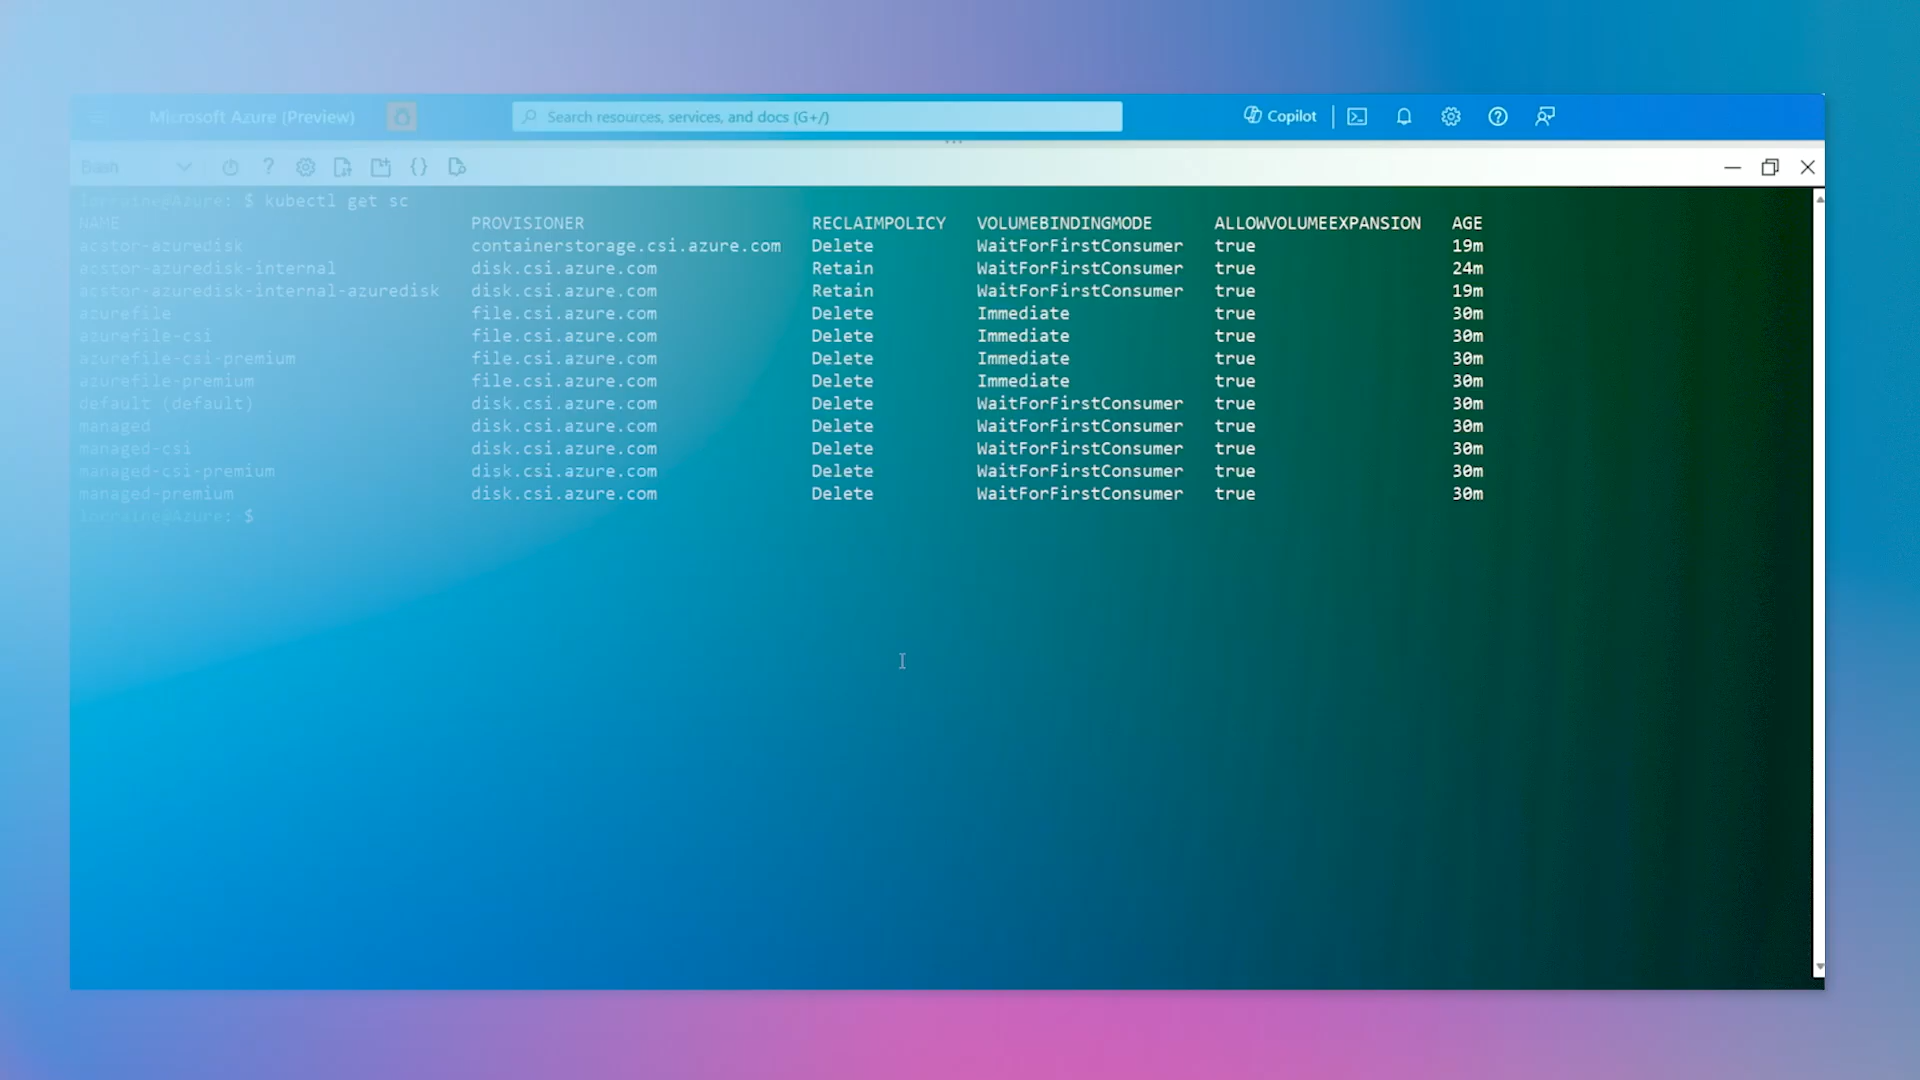 Microsoft Azure (Preview)
Search resources, services, and docs (G+/)
Copilot
Bash
lorraine@Azure: $ kubectl get sc
NAME PROVISIONER RECLAIMPOLICY VOLUMEBINDINGMODE ALLOWVOLUMEEXPANSION AGE
acstor-azuredisk containerstorage.csi.azure.com Delete WaitForFirstConsumer true 19m
acstor-azuredisk-internal disk.csi.azure.com Retain WaitForFirstConsumer true 24m
acstor-azuredisk-internal-azuredisk disk.csi.azure.com Retain WaitForFirstConsumer true 19m
azurefile file.csi.azure.com Delete Immediate true 30m
azurefile-csi file.csi.azure.com Delete Immediate true 30m
azurefile-csi-premium file.csi.azure.com Delete Immediate true 30m
azurefile-premium file.csi.azure.com Delete Immediate true 30m
default (default) disk.csi.azure.com Delete WaitForFirstConsumer true 30m
managed disk.csi.azure.com Delete WaitForFirstConsumer true 30m
managed-csi disk.csi.azure.com Delete WaitForFirstConsumer true 30m
managed-csi-premium disk.csi.azure.com Delete WaitForFirstConsumer true 30m
managed-premium disk.csi.azure.com Delete WaitForFirstConsumer true 30m
lorraine@Azure: $